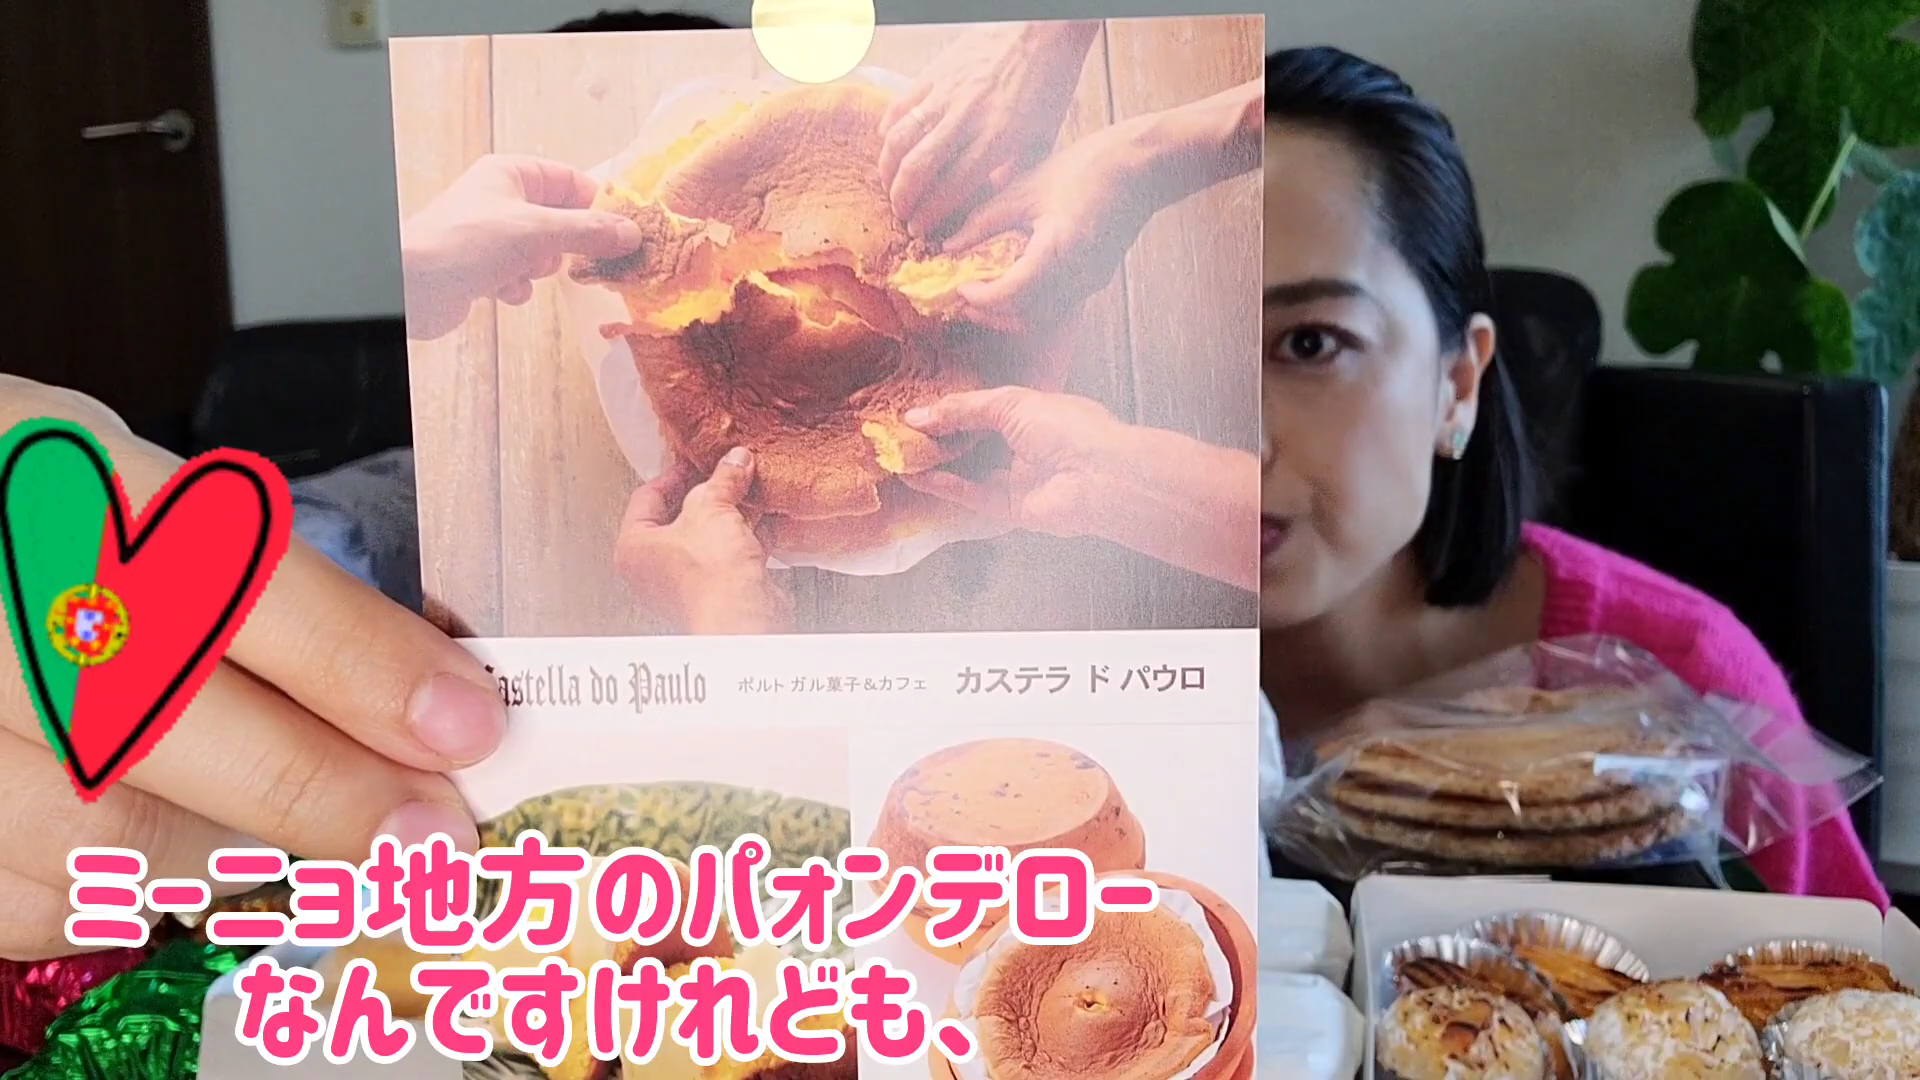 astella do Paulo ポルトガル菓子&カフェ カステラ ド パウロ
ミーニョ地方のパォンデロー
なんですけれども、